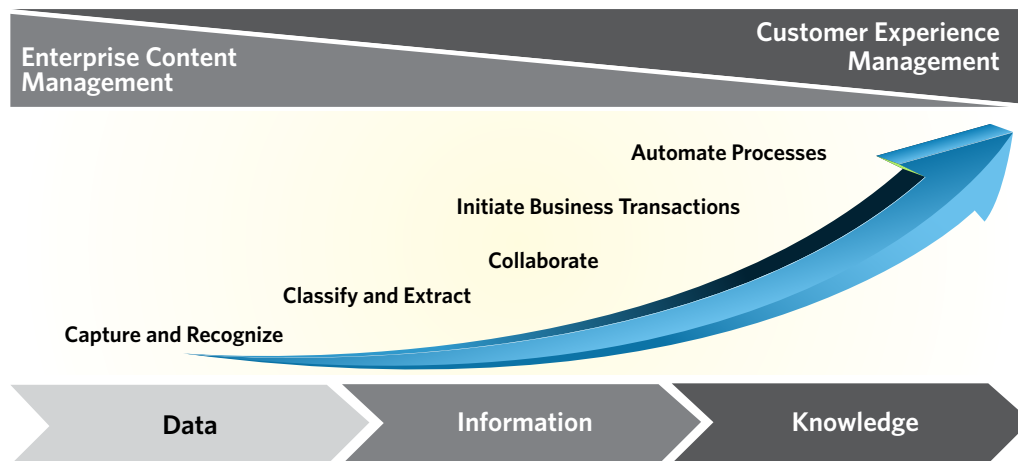 Enterprise Content
Management
Customer Experience
Management
Automate Processes
Initiate Business Transactions
Collaborate
Classify and Extract
Capture and Recognize
Data
Information
Knowledge